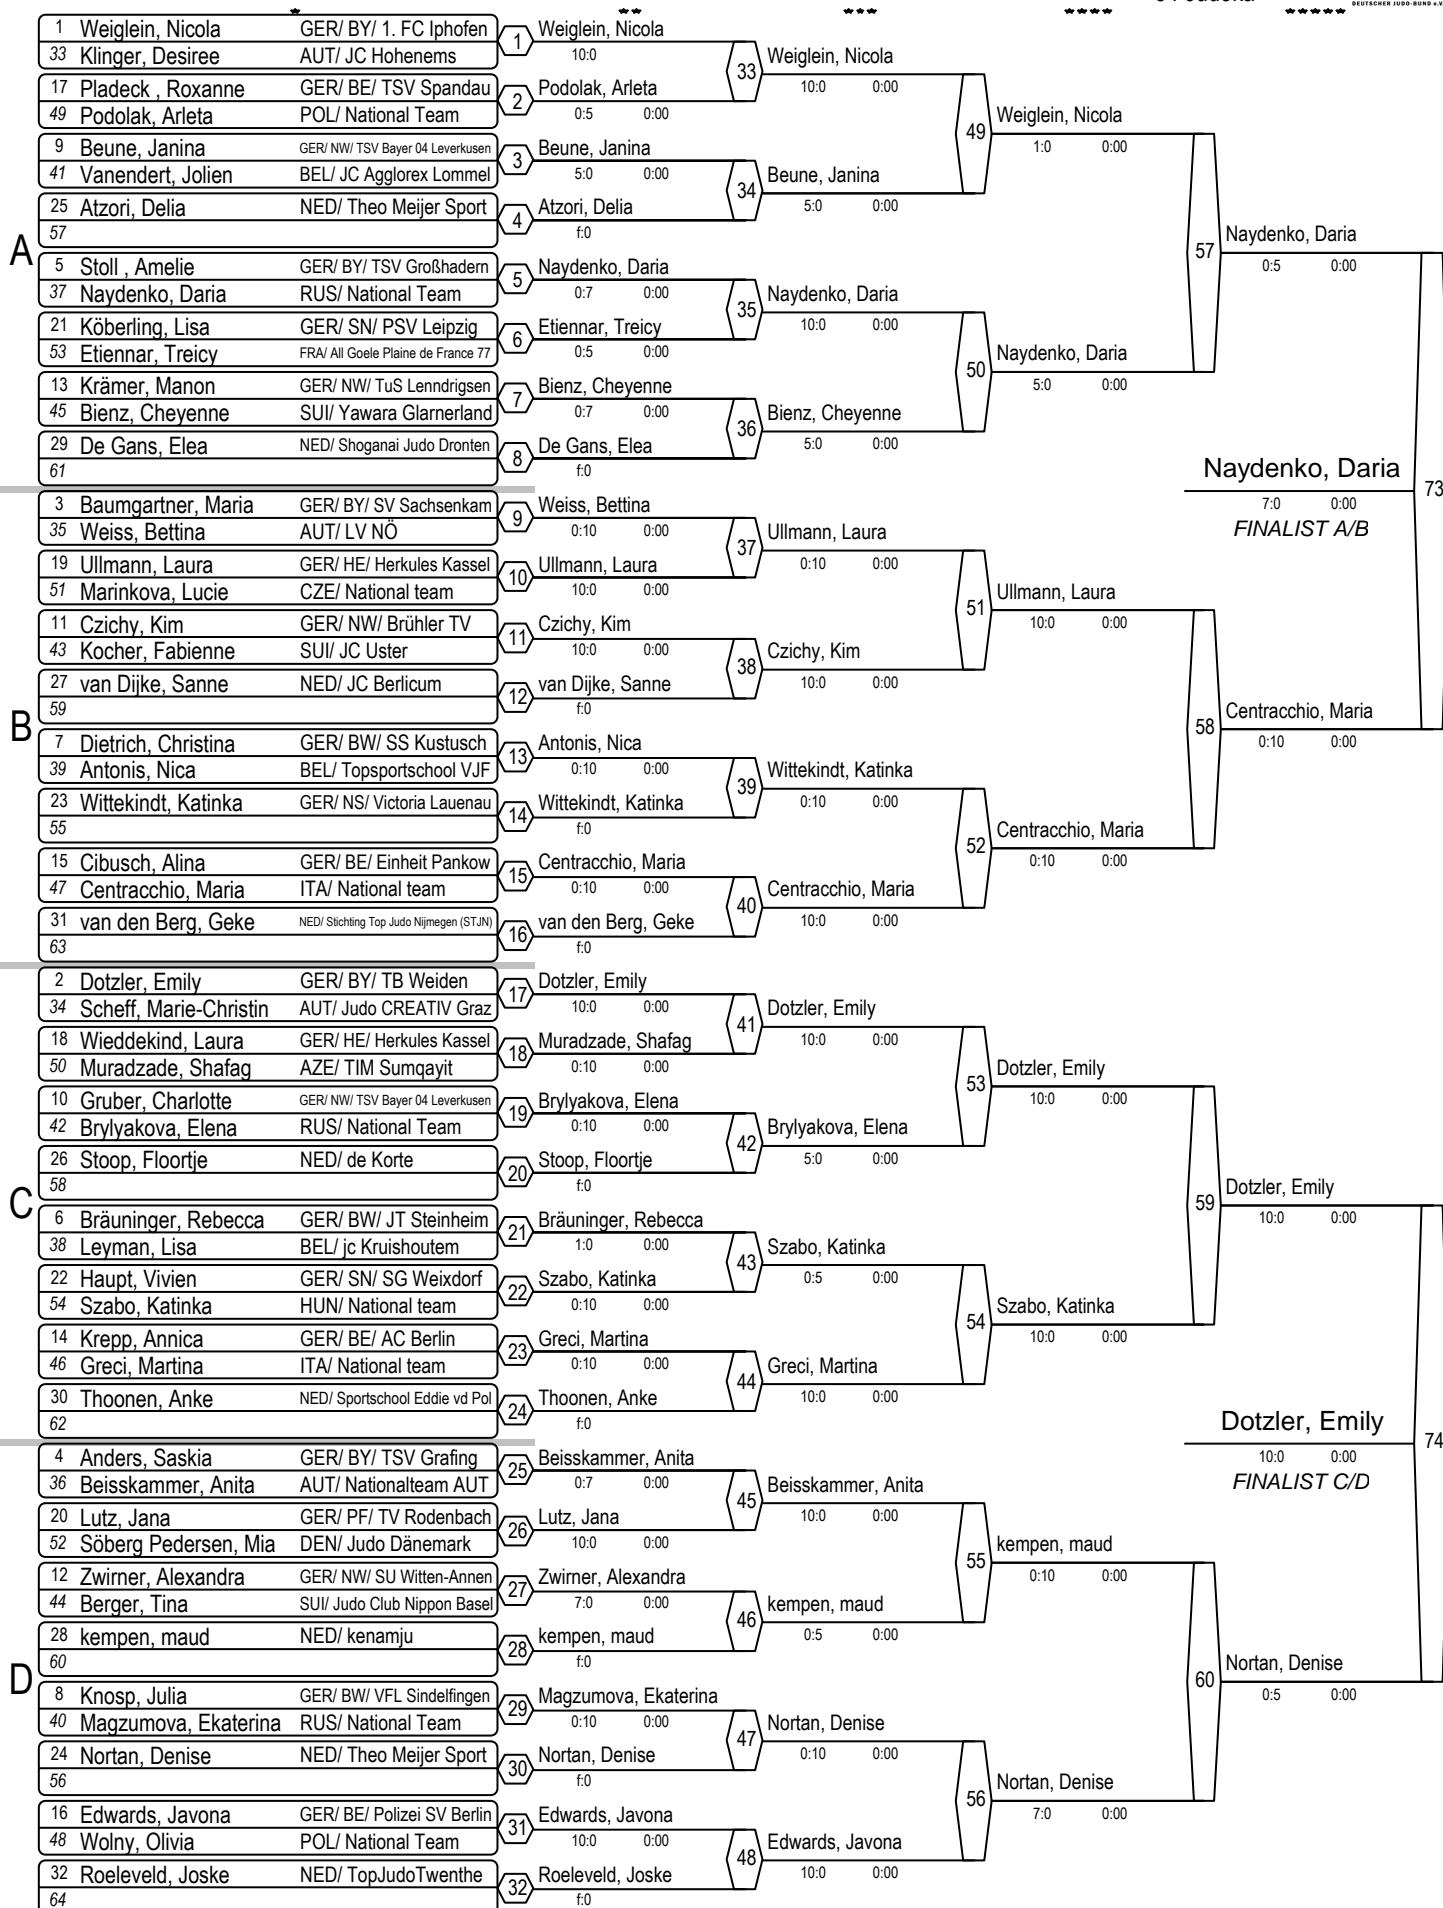 DEUTSCHER JUDO-BUND e.V.
1 Weiglein, Nicola GER/ BY/ 1. FC Iphofen
33 Klinger, Desiree AUT/ JC Hohenems
1 Weiglein, Nicola
10:0
17 Pladeck , Roxanne GER/ BE/ TSV Spandau
49 Podolak, Arleta POL/ National Team
2 Podolak, Arleta
0:5 0:00
33 Weiglein, Nicola
10:0 0:00
9 Beune, Janina GER/ NW/ TSV Bayer 04 Leverkusen
41 Vanendert, Jolien BEL/ JC Agglorex Lommel
3 Beune, Janina
5:0 0:00
25 Atzori, Delia NED/ Theo Meijer Sport
57
4 Atzori, Delia
f:0
34 Beune, Janina
5:0 0:00
49 Weiglein, Nicola
1:0 0:00
A
5 Stoll , Amelie GER/ BY/ TSV Großhadern
37 Naydenko, Daria RUS/ National Team
5 Naydenko, Daria
0:7 0:00
21 Köberling, Lisa GER/ SN/ PSV Leipzig
53 Etiennar, Treicy FRA/ All Goele Plaine de France 77
6 Etiennar, Treicy
0:5 0:00
35 Naydenko, Daria
10:0 0:00
13 Krämer, Manon GER/ NW/ TuS Lenndrigsen
45 Bienz, Cheyenne SUI/ Yawara Glarnerland
7 Bienz, Cheyenne
0:7 0:00
29 De Gans, Elea NED/ Shoganai Judo Dronten
61
8 De Gans, Elea
f:0
36 Bienz, Cheyenne
5:0 0:00
50 Naydenko, Daria
5:0 0:00
57 Naydenko, Daria
0:5 0:00
3 Baumgartner, Maria GER/ BY/ SV Sachsenkam
35 Weiss, Bettina AUT/ LV NÖ
9 Weiss, Bettina
0:10 0:00
19 Ullmann, Laura GER/ HE/ Herkules Kassel
51 Marinkova, Lucie CZE/ National team
10 Ullmann, Laura
10:0 0:00
37 Ullmann, Laura
0:10 0:00
11 Czichy, Kim GER/ NW/ Brühler TV
43 Kocher, Fabienne SUI/ JC Uster
11 Czichy, Kim
10:0 0:00
27 van Dijke, Sanne NED/ JC Berlicum
59
12 van Dijke, Sanne
f:0
38 Czichy, Kim
10:0 0:00
51 Ullmann, Laura
10:0 0:00
B
7 Dietrich, Christina GER/ BW/ SS Kustusch
39 Antonis, Nica BEL/ Topsportschool VJF
13 Antonis, Nica
0:10 0:00
23 Wittekindt, Katinka GER/ NS/ Victoria Lauenau
55
14 Wittekindt, Katinka
f:0
39 Wittekindt, Katinka
0:10 0:00
15 Cibusch, Alina GER/ BE/ Einheit Pankow
47 Centracchio, Maria ITA/ National team
15 Centracchio, Maria
0:10 0:00
31 van den Berg, Geke NED/ Stichting Top Judo Nijmegen (STJN)
63
16 van den Berg, Geke
f:0
40 Centracchio, Maria
10:0 0:00
52 Centracchio, Maria
0:10 0:00
58 Centracchio, Maria
0:10 0:00
Naydenko, Daria 73
7:0 0:00
FINALIST A/B
2 Dotzler, Emily GER/ BY/ TB Weiden
34 Scheff, Marie-Christin AUT/ Judo CREATIV Graz
17 Dotzler, Emily
10:0 0:00
18 Wieddekind, Laura GER/ HE/ Herkules Kassel
50 Muradzade, Shafag AZE/ TIM Sumqayit
18 Muradzade, Shafag
0:10 0:00
41 Dotzler, Emily
10:0 0:00
10 Gruber, Charlotte GER/ NW/ TSV Bayer 04 Leverkusen
42 Brylyakova, Elena RUS/ National Team
19 Brylyakova, Elena
0:10 0:00
26 Stoop, Floortje NED/ de Korte
58
20 Stoop, Floortje
f:0
42 Brylyakova, Elena
5:0 0:00
53 Dotzler, Emily
10:0 0:00
C
6 Bräuninger, Rebecca GER/ BW/ JT Steinheim
38 Leyman, Lisa BEL/ jc Kruishoutem
21 Bräuninger, Rebecca
1:0 0:00
22 Haupt, Vivien GER/ SN/ SG Weixdorf
54 Szabo, Katinka HUN/ National team
22 Szabo, Katinka
0:10 0:00
43 Szabo, Katinka
0:5 0:00
14 Krepp, Annica GER/ BE/ AC Berlin
46 Greci, Martina ITA/ National team
23 Greci, Martina
0:10 0:00
30 Thoonen, Anke NED/ Sportschool Eddie vd Pol
62
24 Thoonen, Anke
f:0
44 Greci, Martina
10:0 0:00
54 Szabo, Katinka
10:0 0:00
59 Dotzler, Emily
10:0 0:00
4 Anders, Saskia GER/ BY/ TSV Grafing
36 Beisskammer, Anita AUT/ Nationalteam AUT
25 Beisskammer, Anita
0:7 0:00
20 Lutz, Jana GER/ PF/ TV Rodenbach
52 Söberg Pedersen, Mia DEN/ Judo Dänemark
26 Lutz, Jana
10:0 0:00
45 Beisskammer, Anita
10:0 0:00
12 Zwirner, Alexandra GER/ NW/ SU Witten-Annen
44 Berger, Tina SUI/ Judo Club Nippon Basel
27 Zwirner, Alexandra
7:0 0:00
28 kempen, maud NED/ kenamju
60
28 kempen, maud
f:0
46 kempen, maud
0:5 0:00
55 kempen, maud
0:10 0:00
D
8 Knosp, Julia GER/ BW/ VFL Sindelfingen
40 Magzumova, Ekaterina RUS/ National Team
29 Magzumova, Ekaterina
0:10 0:00
24 Nortan, Denise NED/ Theo Meijer Sport
56
30 Nortan, Denise
f:0
47 Nortan, Denise
0:10 0:00
16 Edwards, Javona GER/ BE/ Polizei SV Berlin
48 Wolny, Olivia POL/ National Team
31 Edwards, Javona
10:0 0:00
32 Roeleveld, Joske NED/ TopJudoTwenthe
64
32 Roeleveld, Joske
f:0
48 Edwards, Javona
10:0 0:00
56 Nortan, Denise
7:0 0:00
60 Nortan, Denise
0:5 0:00
Dotzler, Emily 74
10:0 0:00
FINALIST C/D